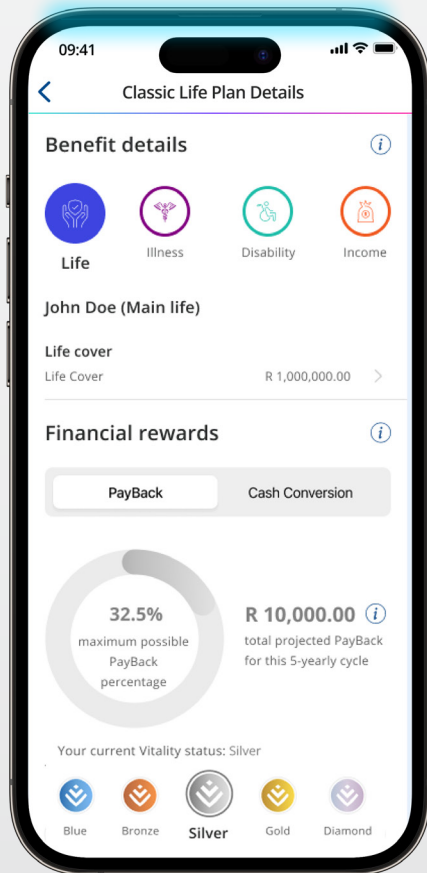 09:41
Classic Life Plan Details
Benefit details
Life
Illness
Disability
Income
John Doe (Main life)
Life cover
Life Cover R 1,000,000.00
Financial rewards
PayBack Cash Conversion
32.5%
maximum possible
PayBack
percentage
R 10,000.00
total projected PayBack
for this 5-yearly cycle
Your current Vitality status: Silver
Blue Bronze Silver Gold Diamond